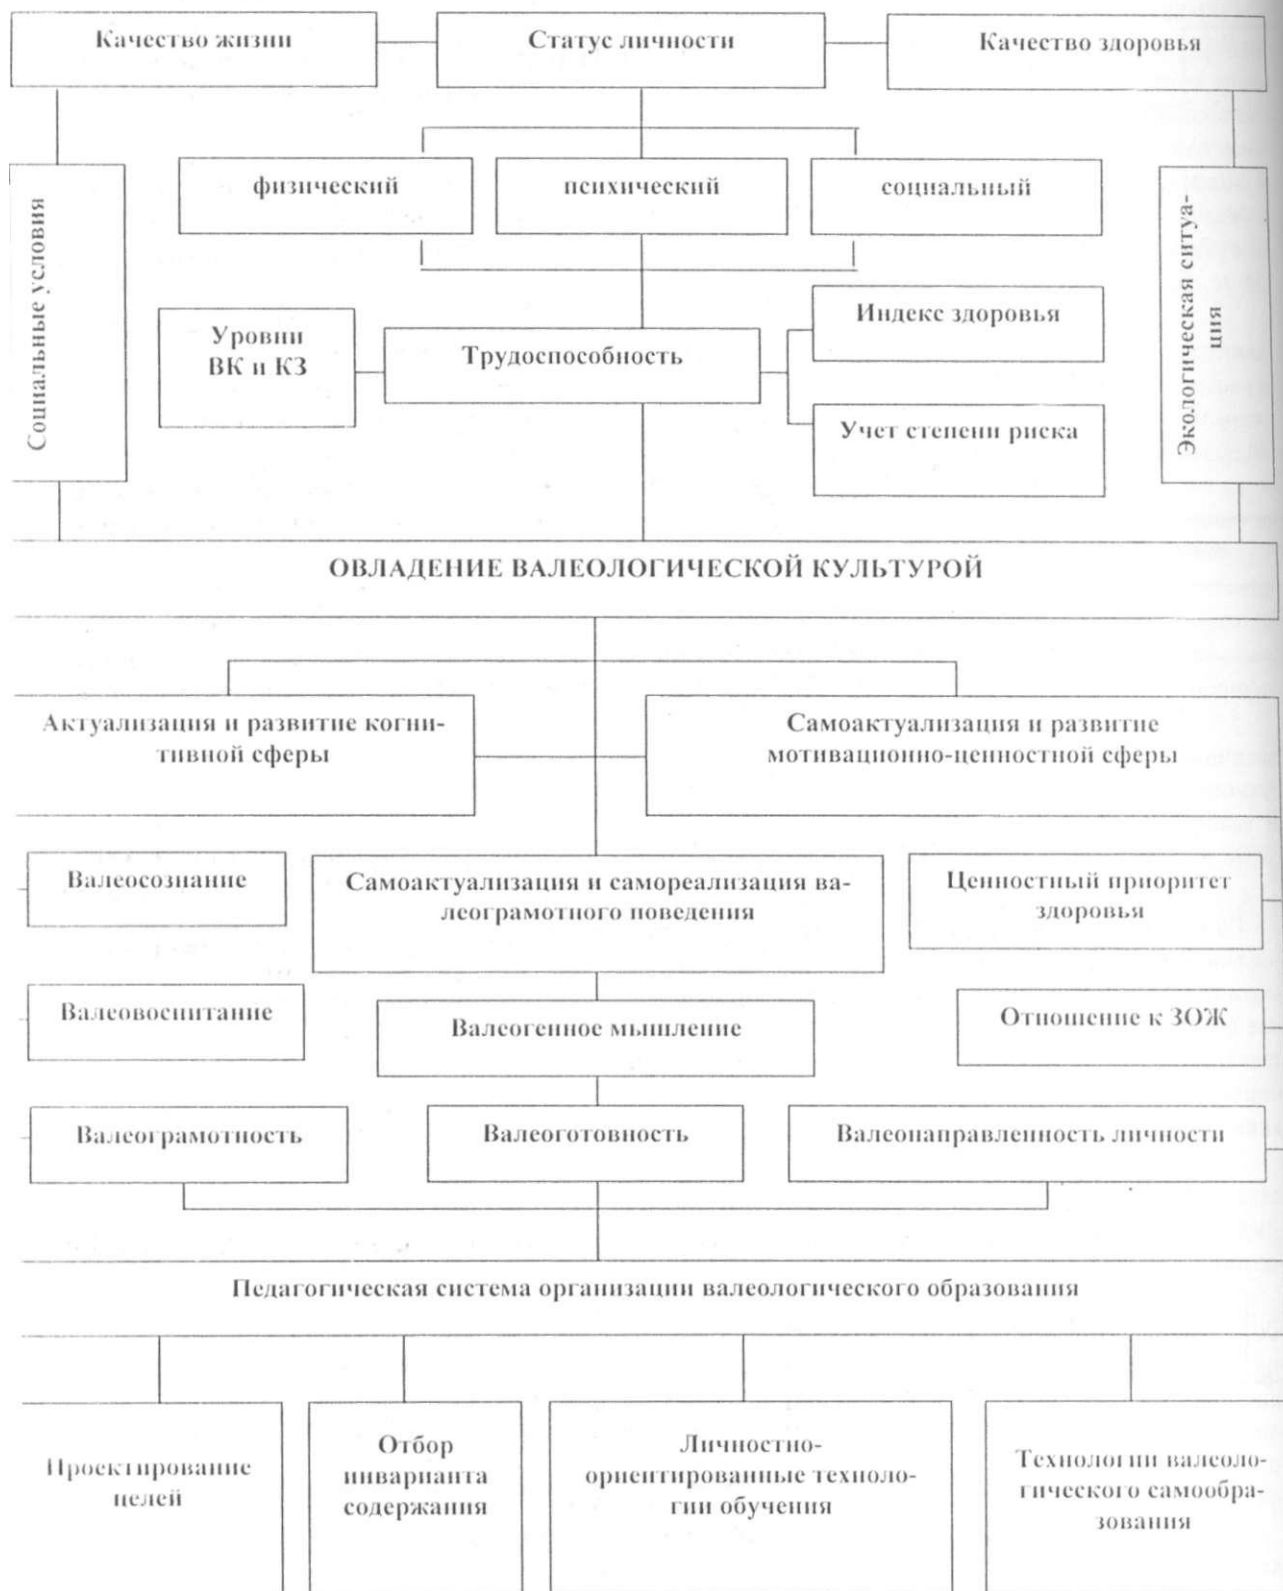 Качество жизни
Статус личности
Качество здоровья
физический
психический
социальный
Социальные условия
Экологическая ситуа-
ция
Уровни
ВК и КЗ
Трудоспособность
Индекс здоровья
Учет степени риска
ОВЛАДЕНИЕ ВАЛЕОЛОГИЧЕСКОЙ КУЛЬТУРОЙ
Актуализация и развитие когни-
тивной сферы
Самоактуализация и развитие
мотивационно-ценностной сферы
Валеосознание
Самоактуализация и самореализация ва-
леограмотного поведения
Ценностный приоритет
здоровья
Валеовоспитание
Валеогенное мышление
Отношение к ЗОЖ
Валеограмотность
Валеоготовность
Валеонаправленность личности
Педагогическая система организации валеологического образования
Проектирование
целей
Отбор
инварианта
содержания
Личностно-
ориентированные техноло-
гии обучения
Технологии валеоло-
гического самообра-
зования